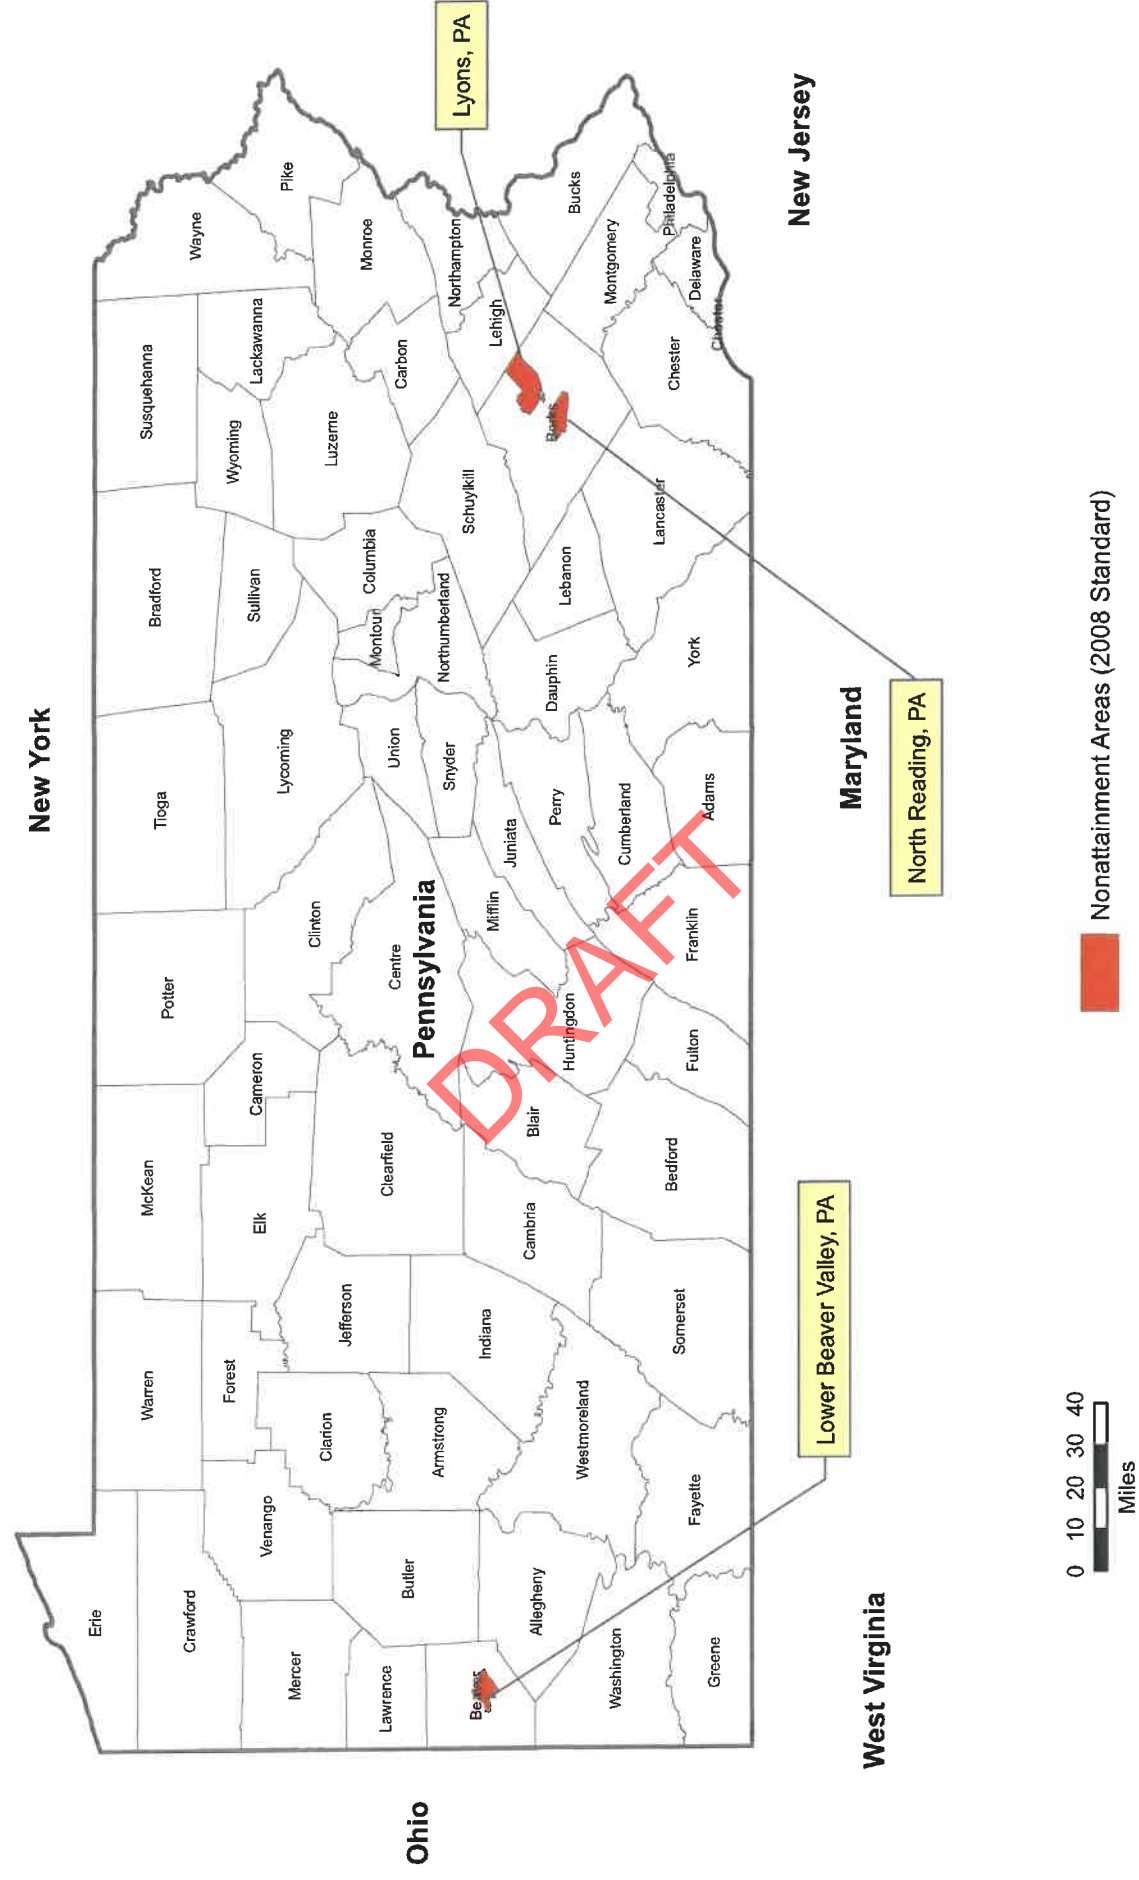 New York
Erie
Warren
McKean
Potter
Tioga
Bradford
Susquehanna
Wayne
Crawford
Forest
Elk
Cameron
Sullivan
Wyoming
Lackawanna
Pike
Venango
Lycoming
Clinton
Luzerne
Monroe
Mercer
Clarion
Jefferson
Clearfield
Centre
Union
Montour
Columbia
Carbon
Lawrence
Butler
Armstrong
Indiana
Pennsylvania
Mifflin
Snyder
Northumberland
Schuylkill
Lehigh
Northampton
Lyons, PA
Beaver
Allegheny
Westmoreland
Cambria
Blair
Huntingdon
Juniata
Perry
Dauphin
Lebanon
Berks
Bucks
Montgomery
Washington
Somerset
Bedford
Fulton
Franklin
Cumberland
Adams
York
Lancaster
Chester
Delaware
Philadelphia
Chester
Greene
Fayette
DRAFT
Ohio
West Virginia
Maryland
New Jersey
Lower Beaver Valley, PA
North Reading, PA
0 10 20 30 40
Miles
Nonattainment Areas (2008 Standard)